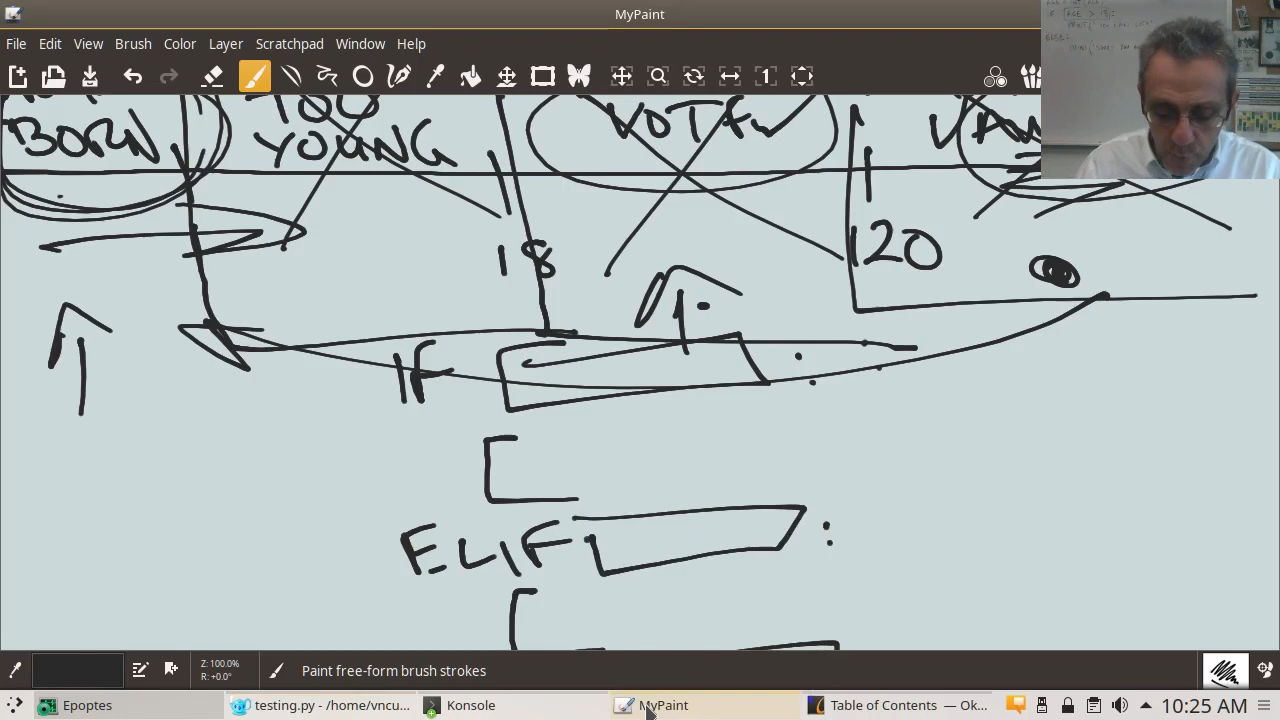 MyPaint
File Edit View Brush Color Layer Scratchpad Window Help
TOO
BORN YOUNG
VOTE
18
120
IF :
ELIF :
Z: 100.0%
R: +0.0°
Paint free-form brush strokes
Epoptes
testing.py : /home/vncu...
Konsole
MyPaint
Table of Contents — Ok...
10:25 AM